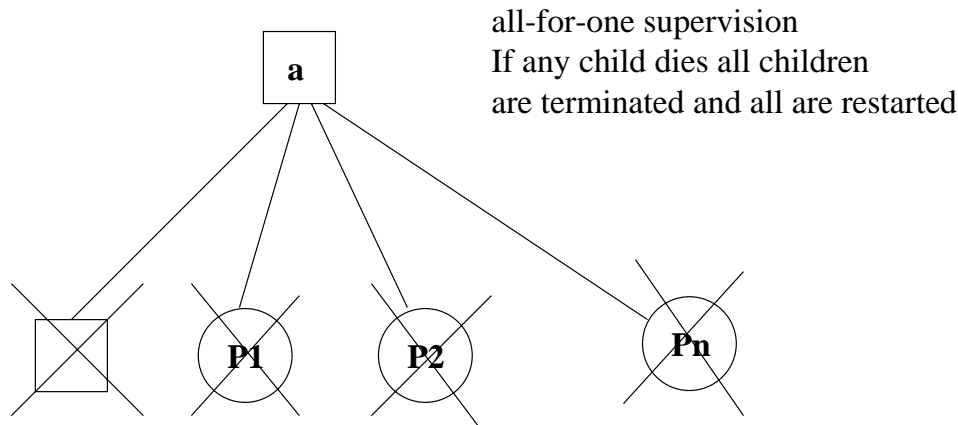 all-for-one supervision
If any child dies all children
are terminated and all are restarted
a
P1
P2
Pn